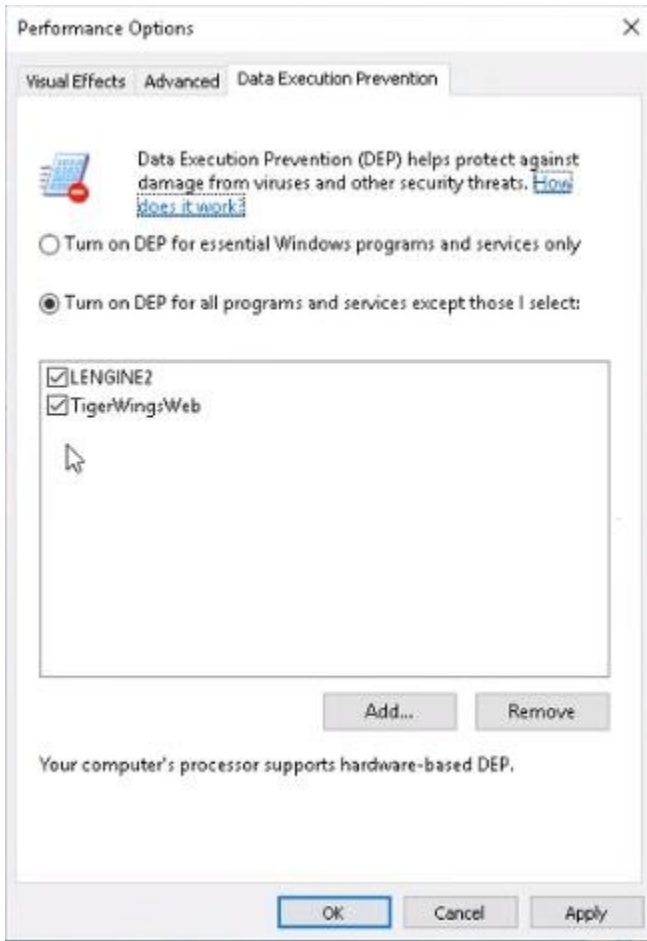 Performance Options
Visual Effects
Advanced
Data Execution Prevention
Data Execution Prevention (DEP) helps protect against
damage from viruses and other security threats. How
does it work?
Turn on DEP for essential Windows programs and services only
Turn on DEP for all programs and services except those I select:
LENGINE2
TigerWingsWeb
Add...
Remove
Your computer's processor supports hardware-based DEP.
OK
Cancel
Apply